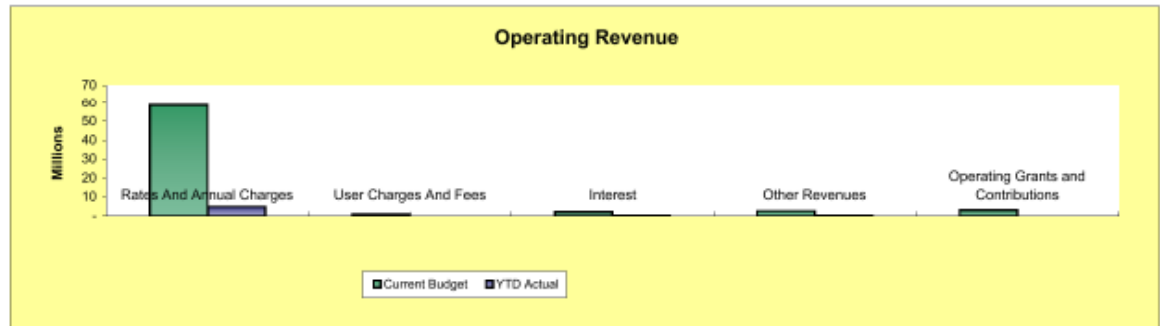 Operating Revenue
Millions
70
60
50
40
30
20
10
-
Rates And Annual Charges
User Charges And Fees
Interest
Other Revenues
Operating Grants and
Contributions
Current Budget
YTD Actual